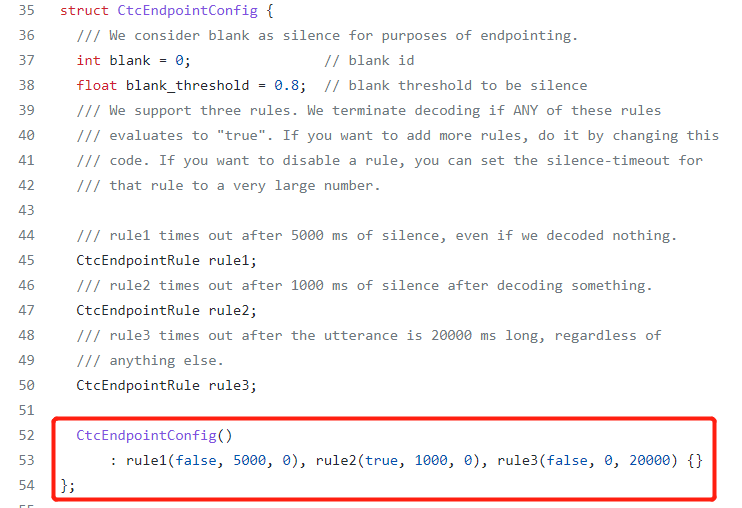 35 struct CtcEndpointConfig {
36 /// We consider blank as silence for purposes of endpointing.
37 int blank = 0; // blank id
38 float blank_threshold = 0.8; // blank threshold to be silence
39 /// We support three rules. We terminate decoding if ANY of these rules
40 /// evaluates to "true". If you want to add more rules, do it by changing this
41 /// code. If you want to disable a rule, you can set the silence-timeout for
42 /// that rule to a very large number.
43
44 /// rule1 times out after 5000 ms of silence, even if we decoded nothing.
45 CtcEndpointRule rule1;
46 /// rule2 times out after 1000 ms of silence after decoding something.
47 CtcEndpointRule rule2;
48 /// rule3 times out after the utterance is 20000 ms long, regardless of
49 /// anything else.
50 CtcEndpointRule rule3;
51
52 CtcEndpointConfig()
53 : rule1(false, 5000, 0), rule2(true, 1000, 0), rule3(false, 0, 20000) {}
54 };